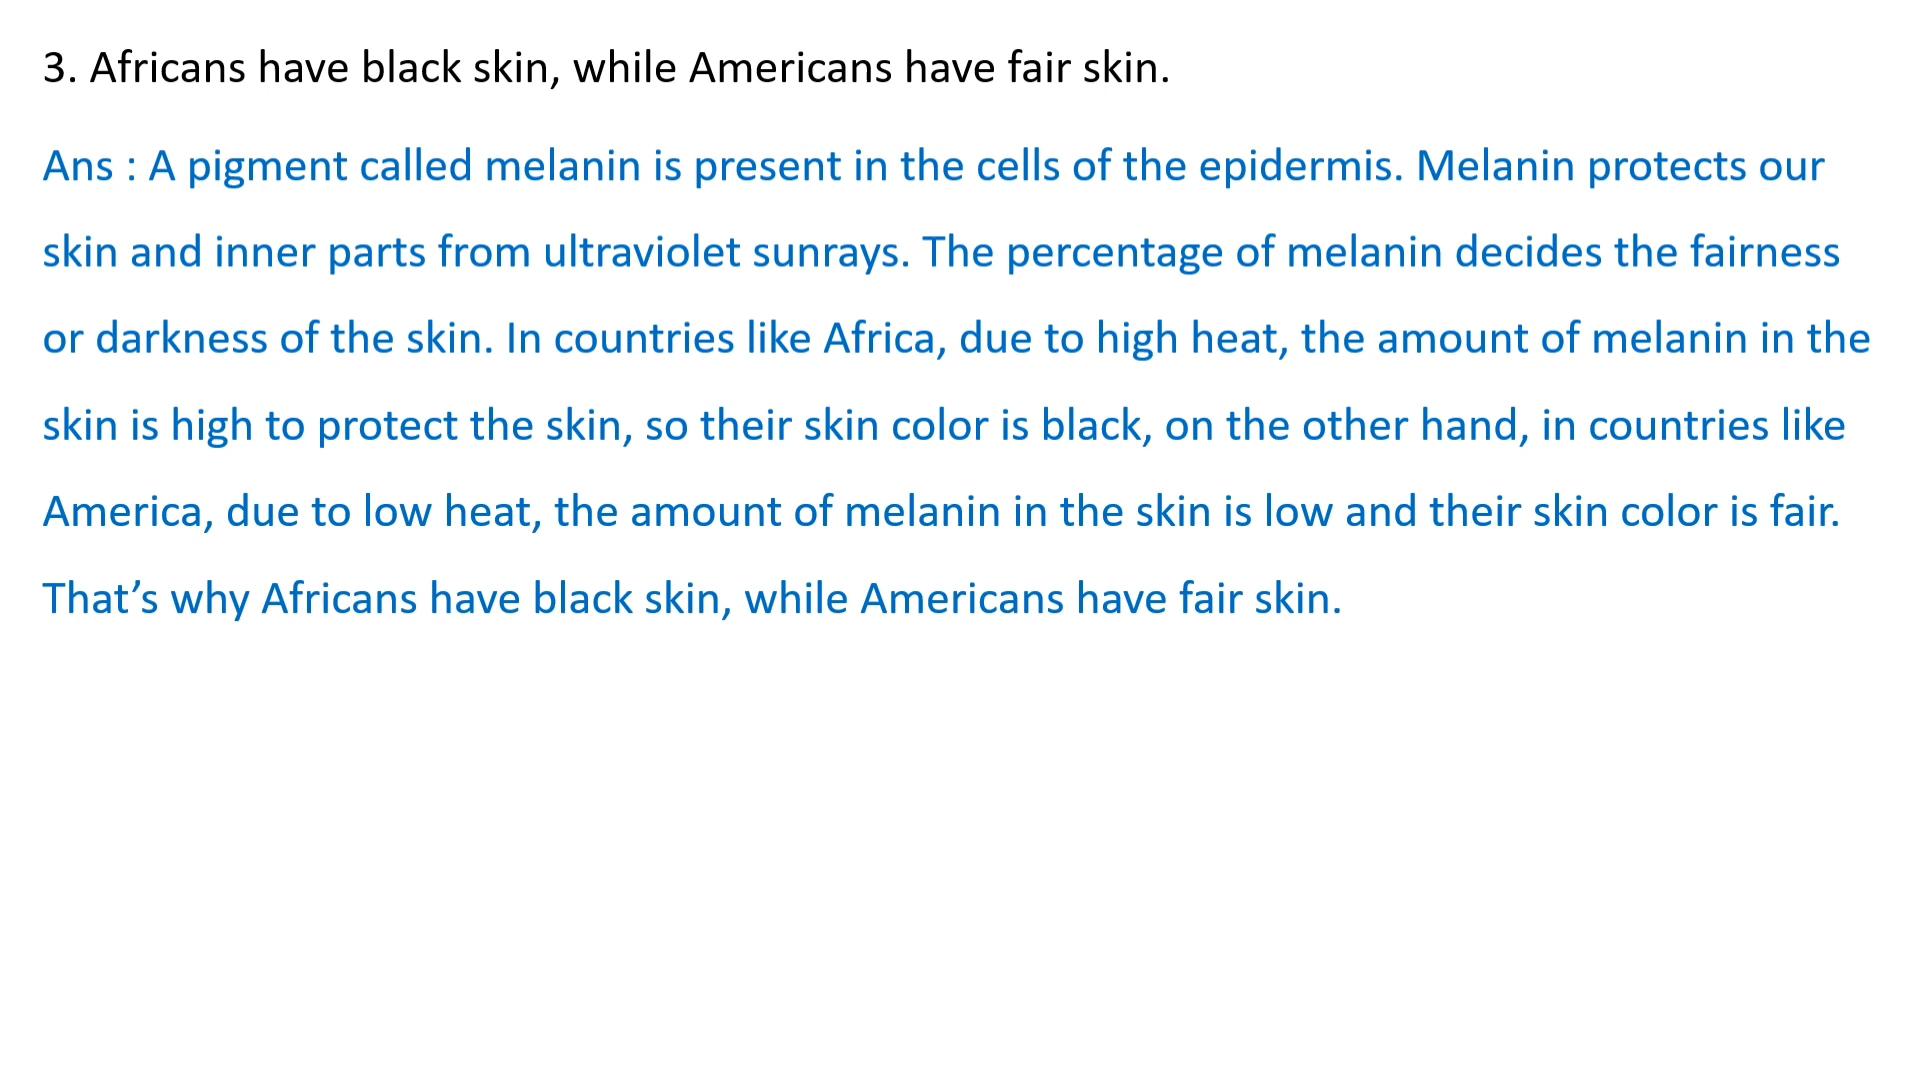 3. Africans have black skin, while Americans have fair skin.
Ans : A pigment called melanin is present in the cells of the epidermis. Melanin protects our
skin and inner parts from ultraviolet sunrays. The percentage of melanin decides the fairness
or darkness of the skin. In countries like Africa, due to high heat, the amount of melanin in the
skin is high to protect the skin, so their skin color is black, on the other hand, in countries like
America, due to low heat, the amount of melanin in the skin is low and their skin color is fair.
That’s why Africans have black skin, while Americans have fair skin.